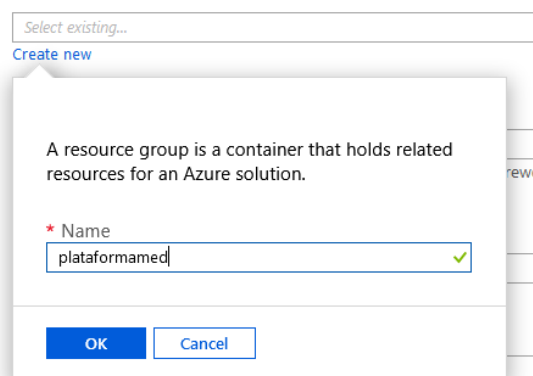 Select existing...
Create new
A resource group is a container that holds related
resources for an Azure solution.
* Name
plataformamed
OK
Cancel